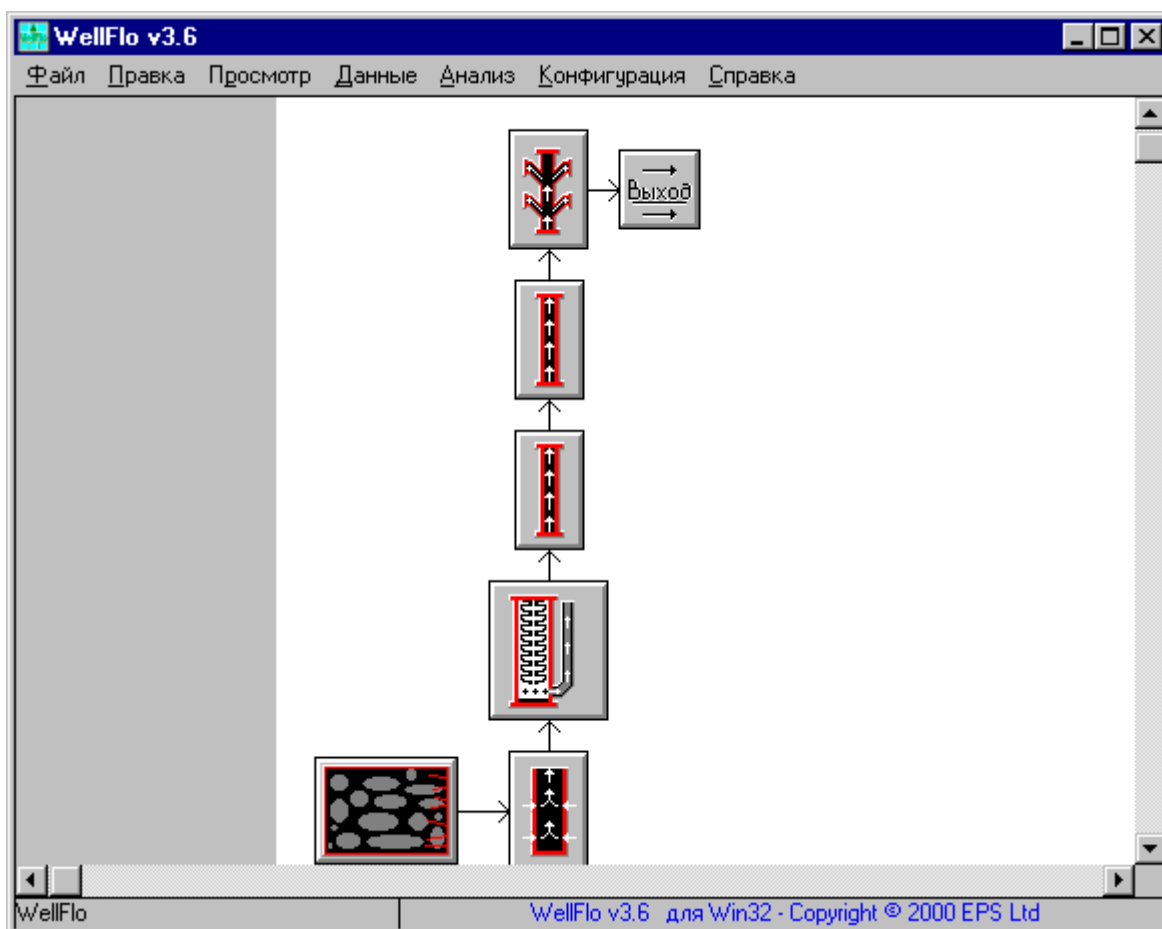 WellFlo v3.6
Файл Правка Просмотр Данные Анализ Конфигурация Справка
Выход
WellFlo WellFlo v3.6 для Win32 - Copyright © 2000 EPS Ltd